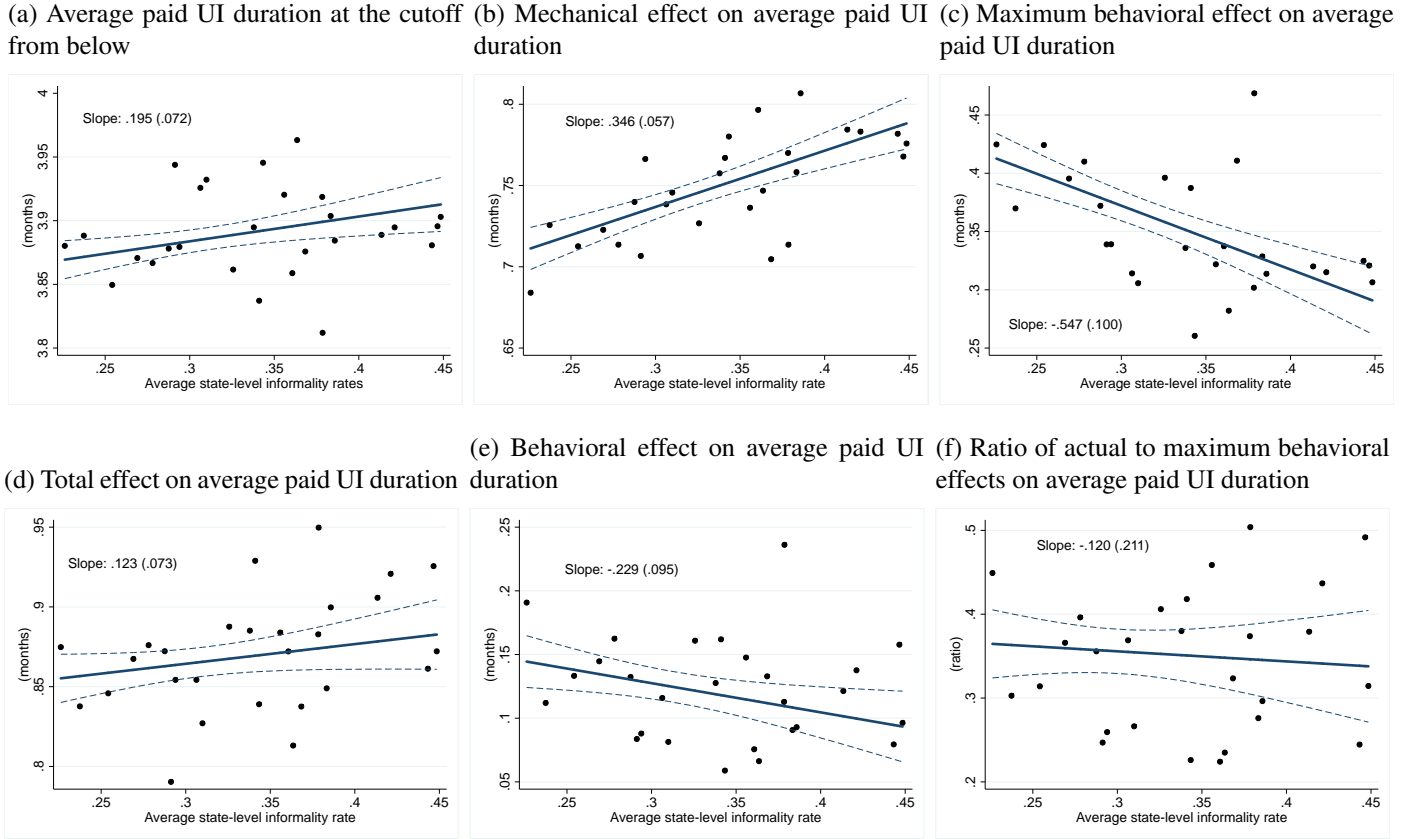 (a) Average paid UI duration at the cutoff
from below
4
3.95
3.9
3.85
3.8
(months)
Slope: .195 (.072)
.25 .3 .35 .4 .45
Average state-level informality rates
(b) Mechanical effect on average paid UI
duration
.8
.75
.7
.65
(months)
Slope: .346 (.057)
.25 .3 .35 .4 .45
Average state-level informality rate
(c) Maximum behavioral effect on average
paid UI duration
.45
.4
.35
.3
.25
(months)
Slope: -.547 (.100)
.25 .3 .35 .4 .45
Average state-level informality rate
(d) Total effect on average paid UI duration
.95
.9
.85
.8
(months)
Slope: .123 (.073)
.25 .3 .35 .4 .45
Average state-level informality rate
(e) Behavioral effect on average paid UI
duration
.25
.2
.15
.1
.05
(months)
Slope: -.229 (.095)
.25 .3 .35 .4 .45
Average state-level informality rate
(f) Ratio of actual to maximum behavioral
effects on average paid UI duration
.5
.4
.3
.2
(ratio)
Slope: -.120 (.211)
.25 .3 .35 .4 .45
Average state-level informality rate